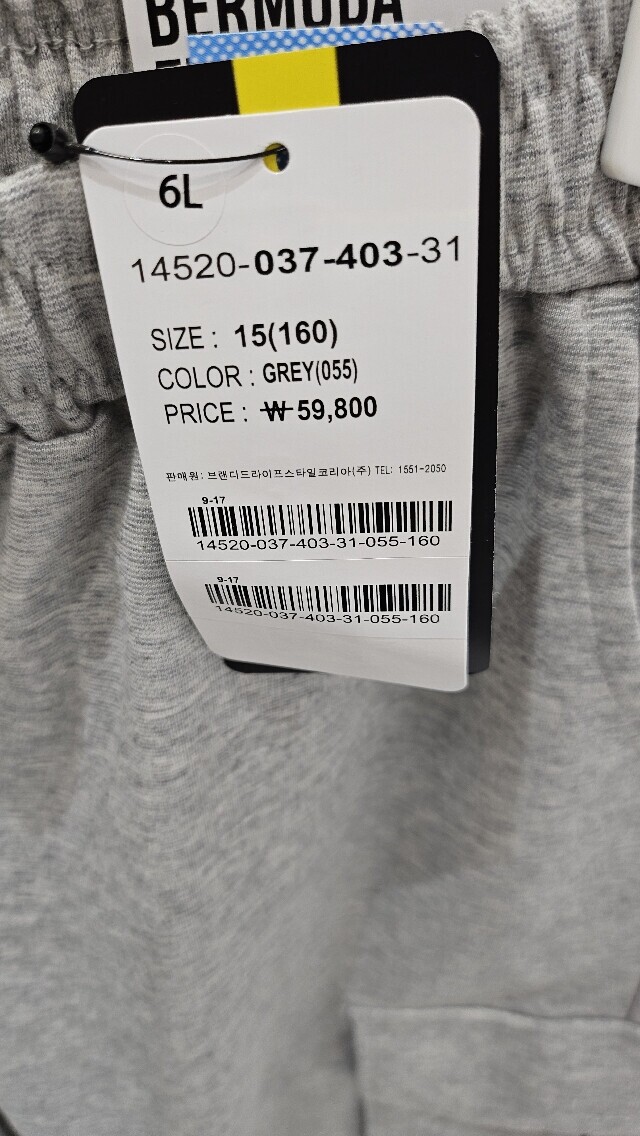 BERMUDA
6L
14520-037-403-31
SIZE : 15(160)
COLOR : GREY(055)
PRICE : ₩ 59,800
판매원: 브랜디드라이프스타일코리아(주) TEL: 1551-2050
9-17
14520-037-403-31-055-160
9-17
14520-037-403-31-055-160